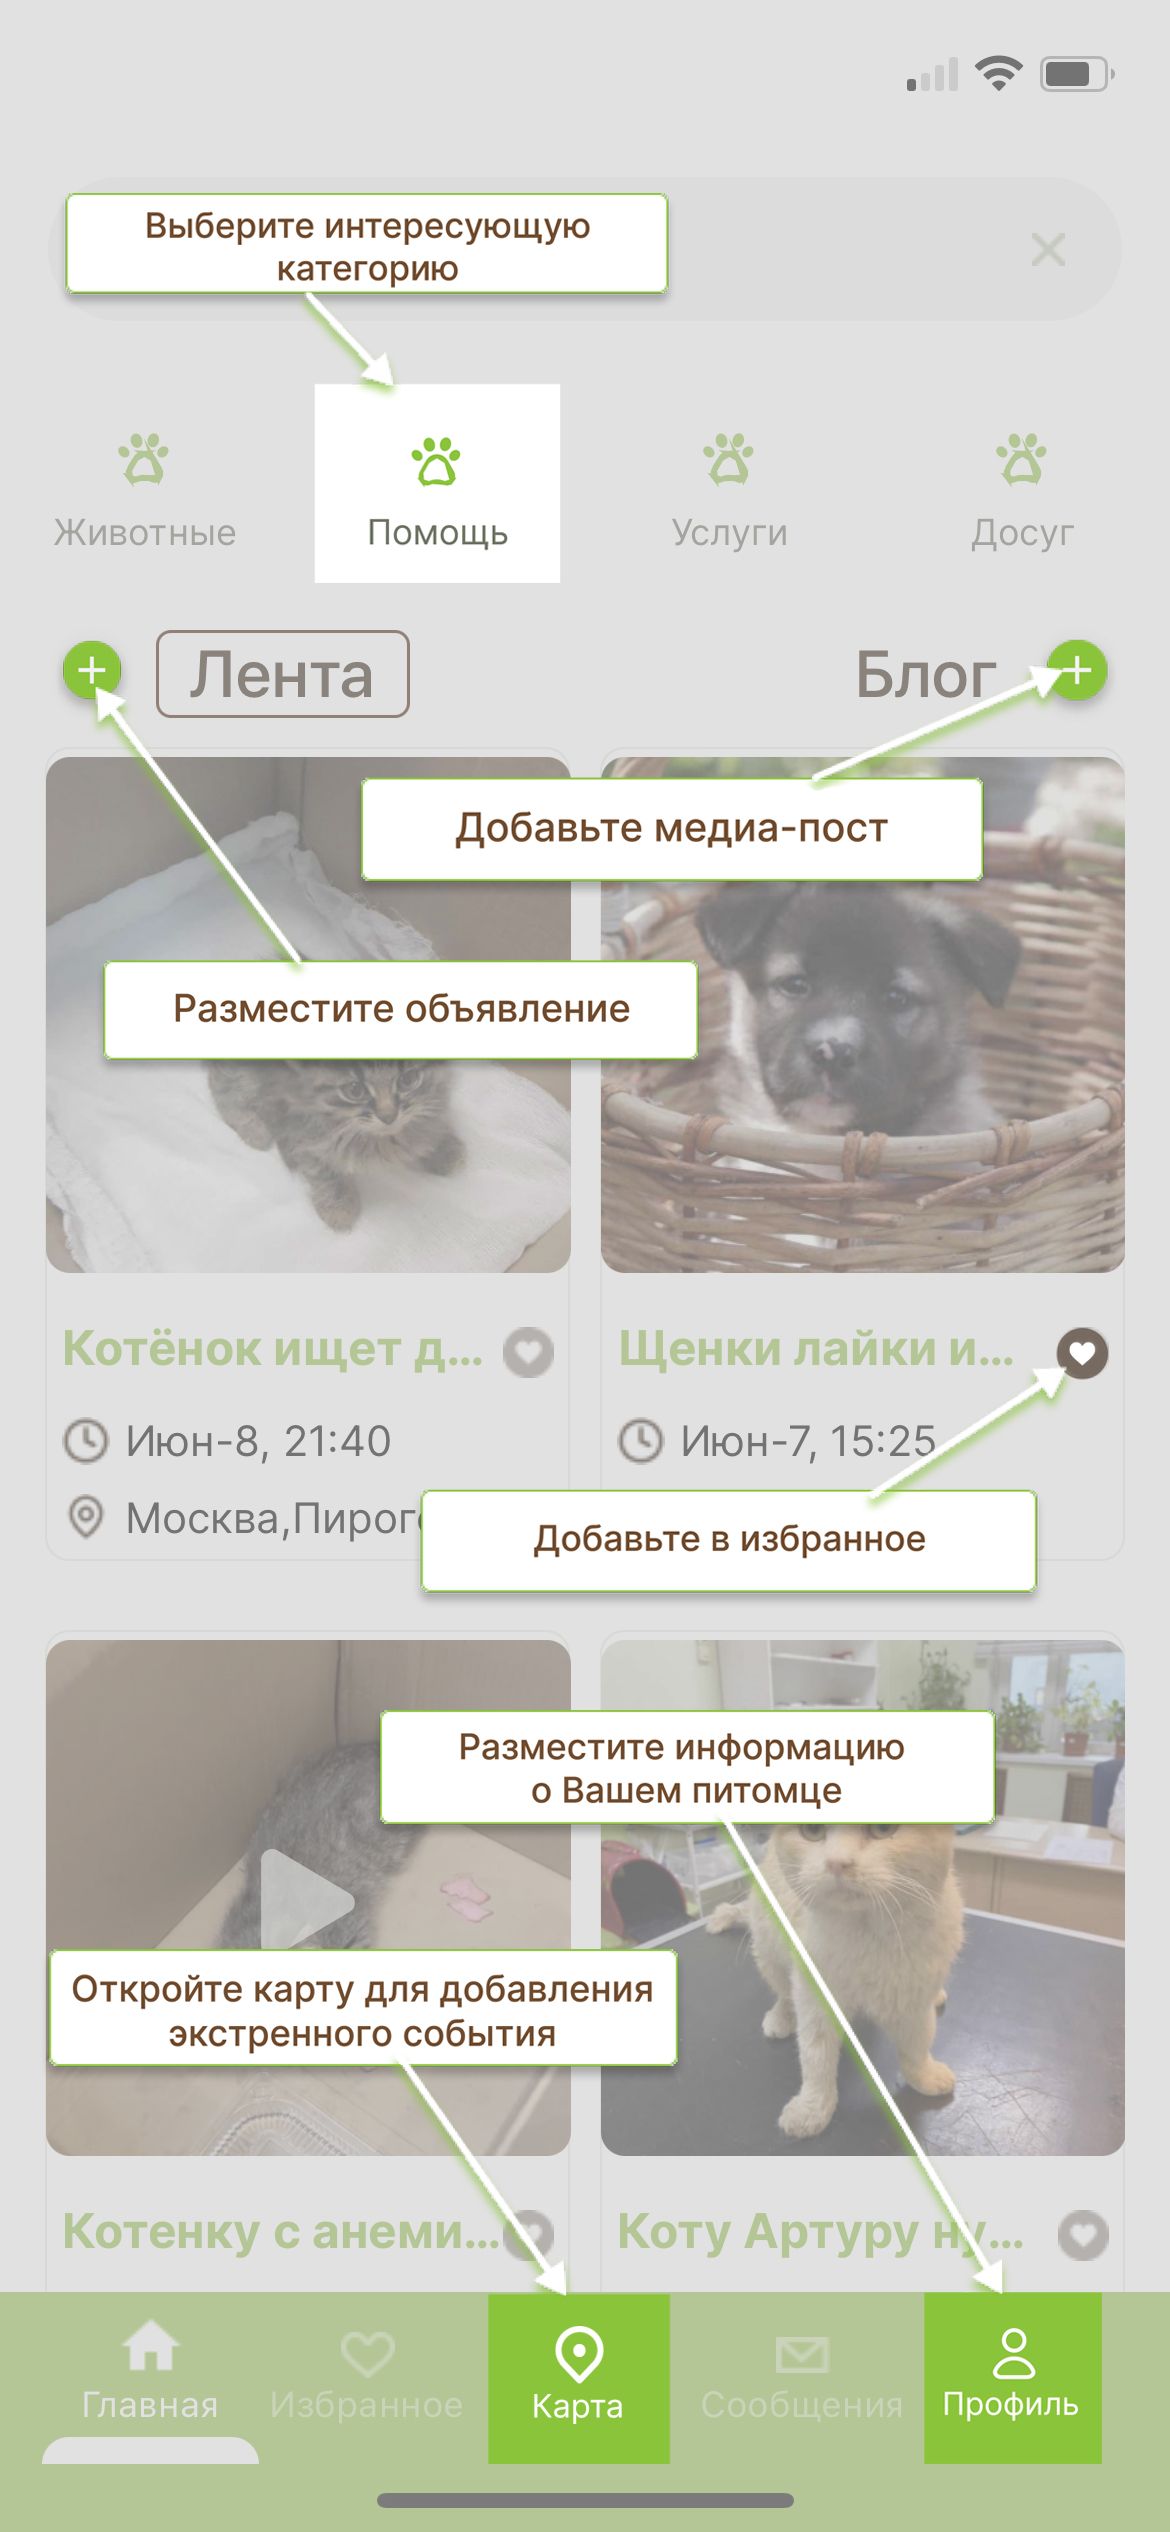 Выберите интересующую
категорию
Животные
Помощь
Услуги
Досуг
Лента
Блог
Добавьте медиа-пост
Разместите объявление
Котёнок ищет д...
Щенки лайки и...
Июн-8, 21:40
Июн-7, 15:25
Москва,Пирог
Добавьте в избранное
Разместите информацию
о Вашем питомце
Откройте карту для добавления
экстренного события
Котенку с анеми...
Коту Артуру ну...
Главная
Избранное
Карта
Сообщения
Профиль